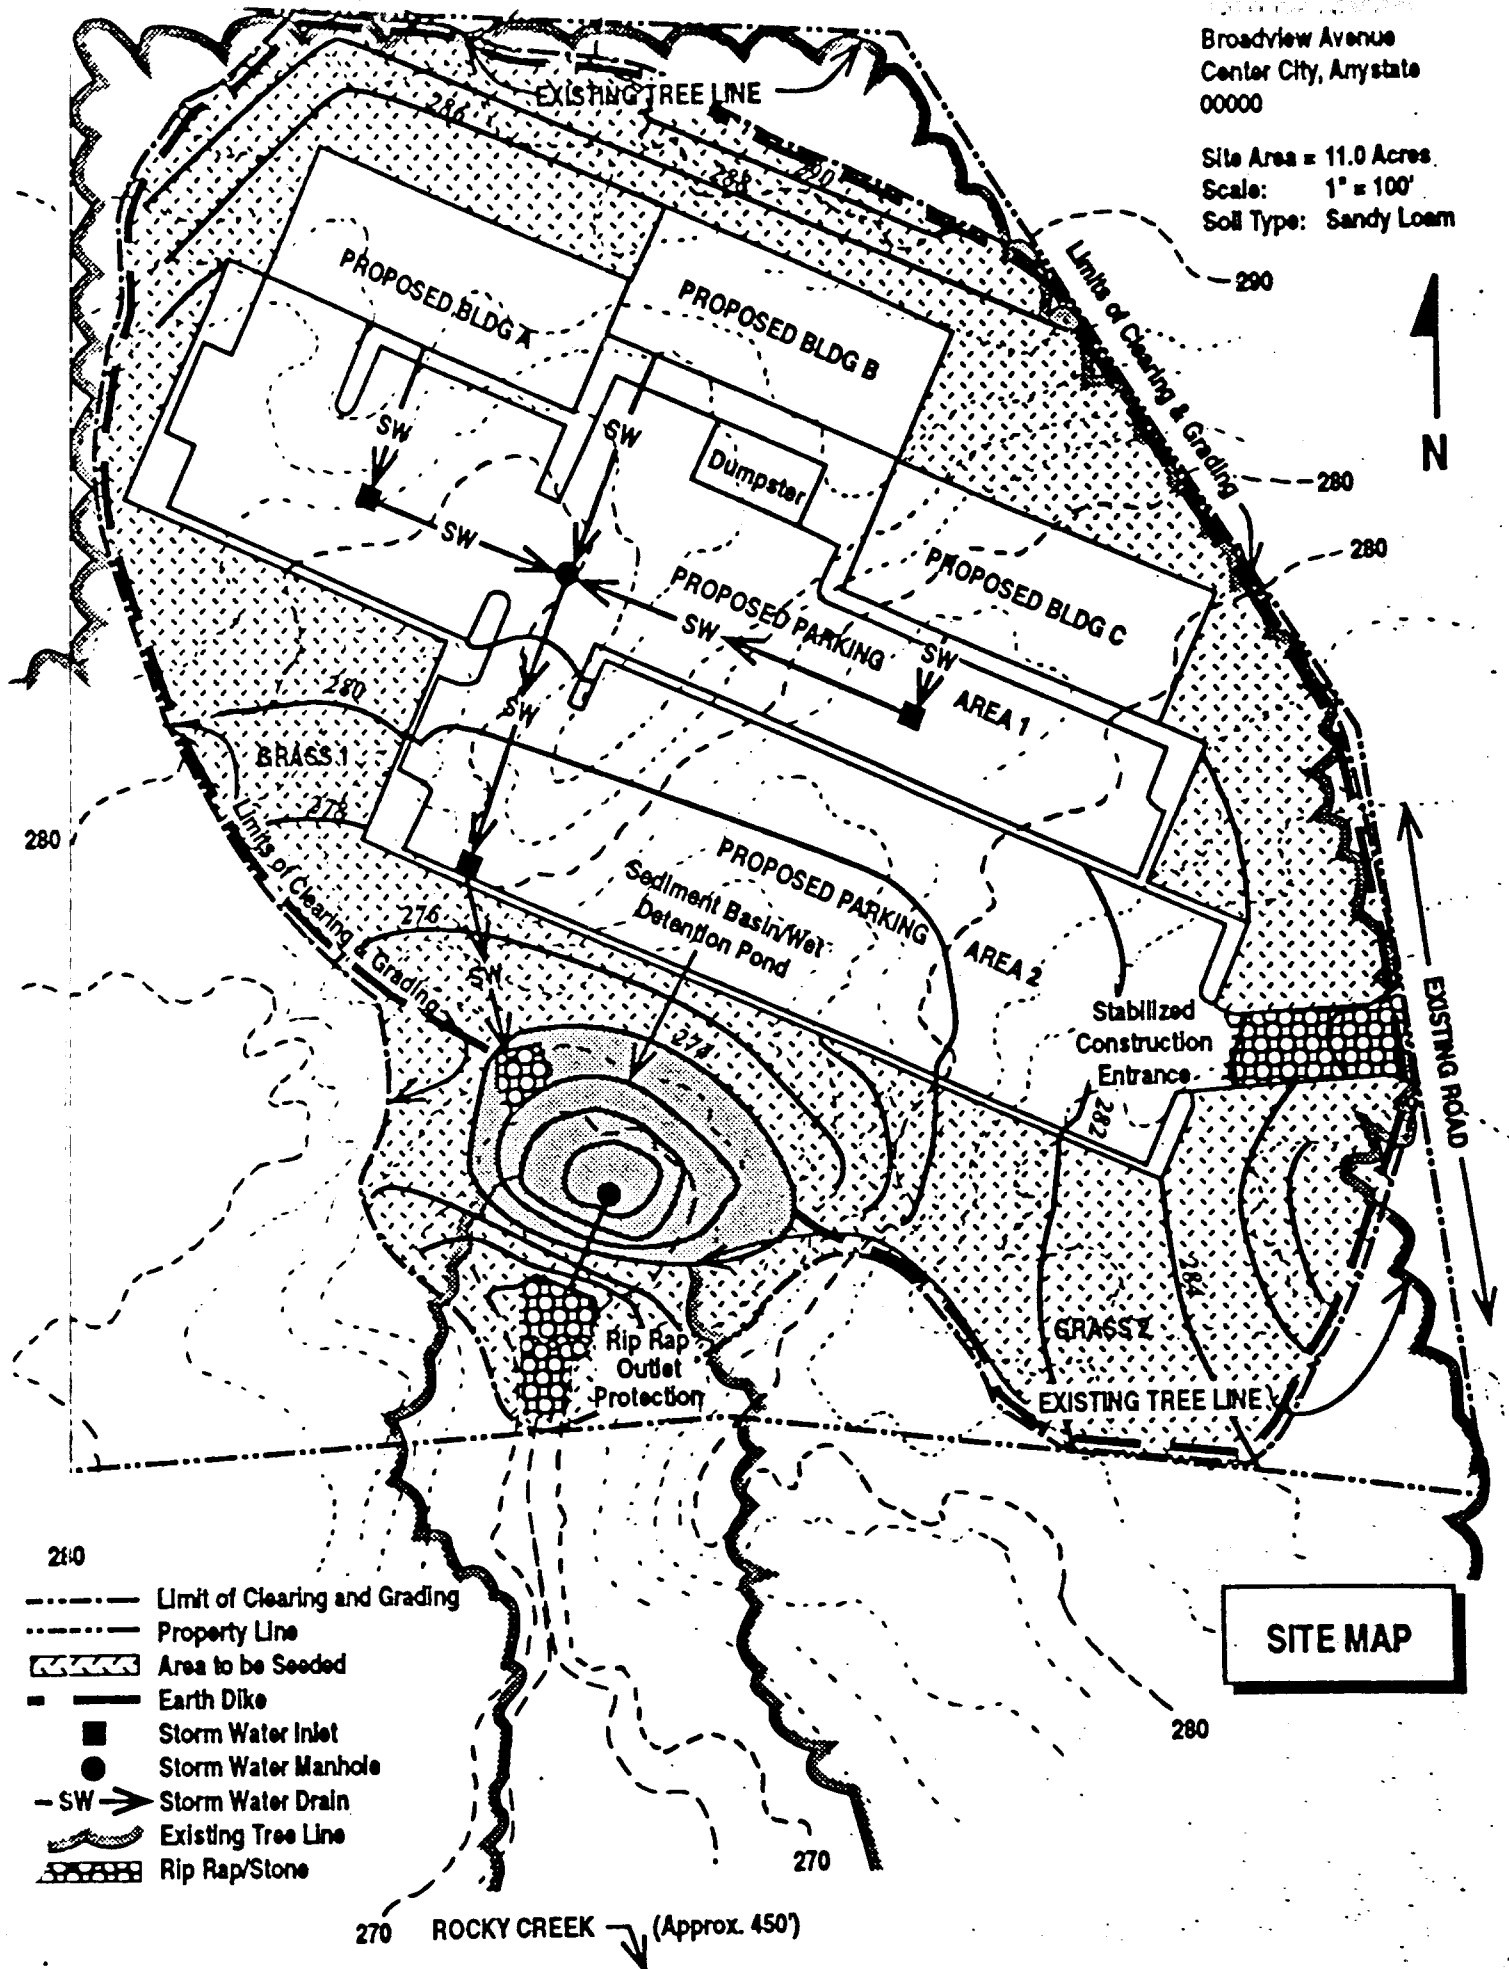 Broadview Avenue
Center City, Anystate
00000
Site Area = 11.0 Acres
Scale: 1" = 100'
Soil Type: Sandy Loam
EXISTING TREE LINE
286
288
290
290
Limits of Clearing & Grading
N
PROPOSED BLDG A
PROPOSED BLDG B
SW
SW
Dumpster
280
SW
280
PROPOSED BLDG C
PROPOSED PARKING
AREA 1
SW
SW
280
SW
GRASS 1
278
280
Limits of Clearing & Grading
PROPOSED PARKING
AREA 2
Sediment Basin/Wet
Detention Pond
276
SW
274
Stabilized
Construction
Entrance
EXISTING ROAD
282
284
GRASS 2
Rip Rap
Outlet
Protection
EXISTING TREE LINE
280
Limit of Clearing and Grading
Property Line
Area to be Seeded
Earth Dike
Storm Water Inlet
Storm Water Manhole
SW Storm Water Drain
Existing Tree Line
Rip Rap/Stone
SITE MAP
280
270
270
ROCKY CREEK (Approx. 450')